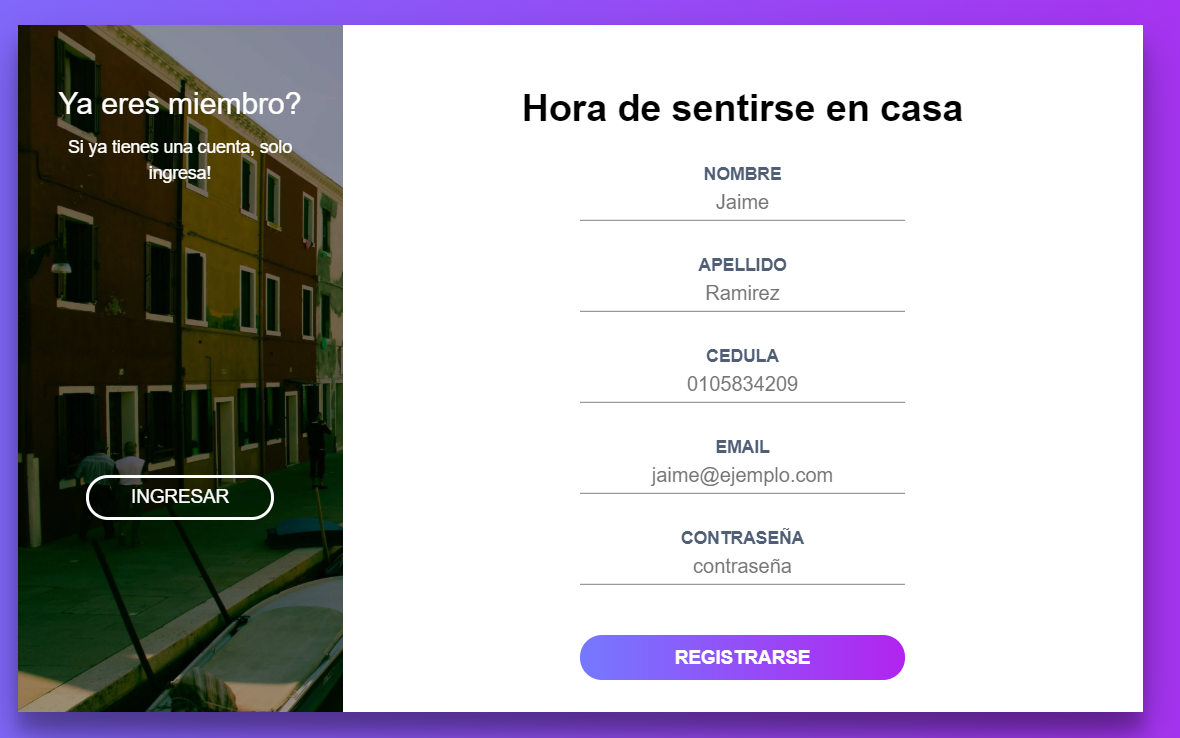 Ya eres miembro?
Si ya tienes una cuenta, solo
ingresa!
INGRESAR
Hora de sentirse en casa
NOMBRE
Jaime
APELLIDO
Ramirez
CEDULA
0105834209
EMAIL
jaime@ejemplo.com
CONTRASEÑA
contraseña
REGISTRARSE